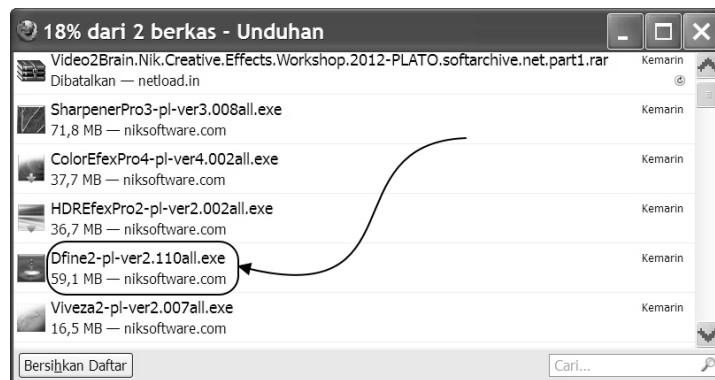 18% dari 2 berkas - Unduhan
Video2Brain.Nik.Creative.Effects.Workshop.2012-PLATO.softarchive.net.part1.rar Kemarin
Dibatalkan — netload.in
SharpenerPro3-pl-ver3.008all.exe Kemarin
71,8 MB — niksoftware.com
ColorEfexPro4-pl-ver4.002all.exe Kemarin
37,7 MB — niksoftware.com
HDREfexPro2-pl-ver2.002all.exe Kemarin
36,7 MB — niksoftware.com
Dfine2-pl-ver2.110all.exe Kemarin
59,1 MB — niksoftware.com
Viveza2-pl-ver2.007all.exe Kemarin
16,5 MB — niksoftware.com
Bersihkan Daftar Cari...